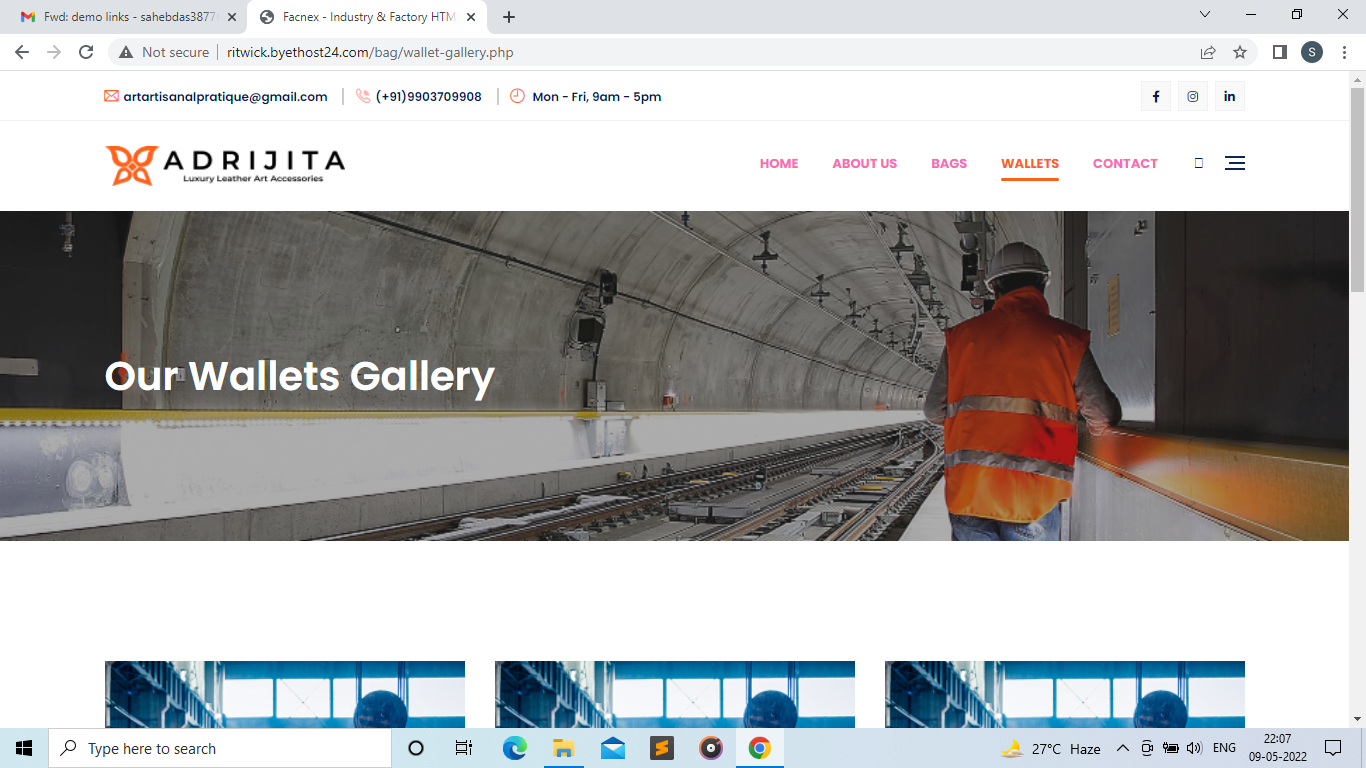 Fwd: demo links - sahebdas3877
Facnex - Industry & Factory HTM
Not secure
ritwick.byethost24.com/bag/wallet-gallery.php
S
artartisanalpratique@gmail.com
(+91)9903709908
Mon - Fri, 9am - 5pm
ADRIJITA
Luxury Leather Art Accessories
HOME
ABOUT US
BAGS
WALLETS
CONTACT
Our Wallets Gallery
Type here to search
27°C Haze
ENG
22:07
09-05-2022